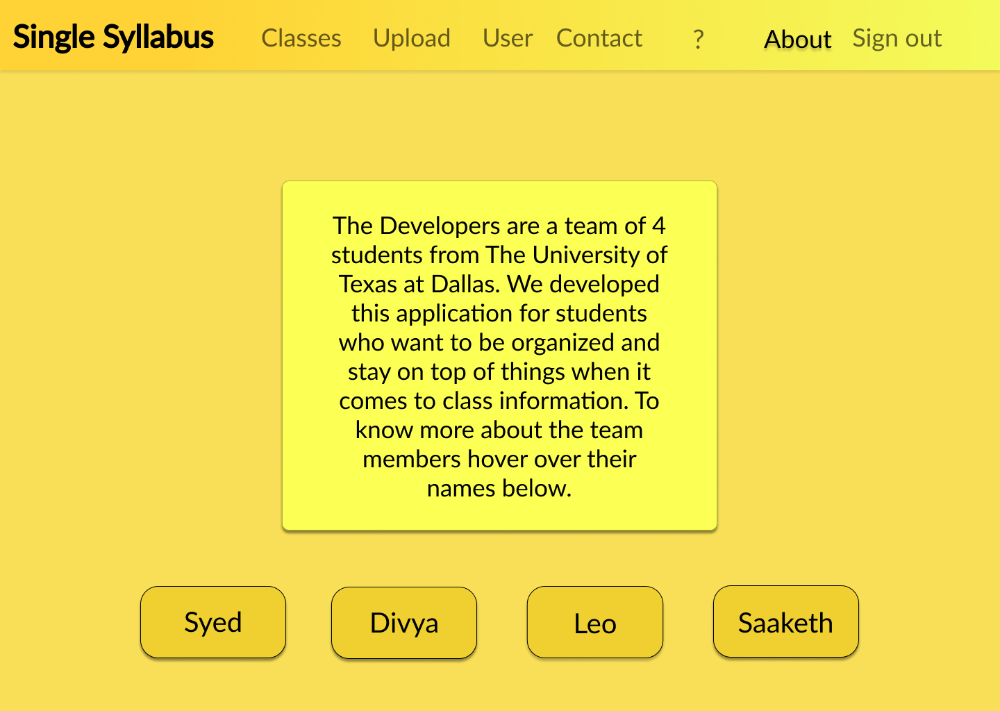 Single Syllabus Classes Upload User Contact ? About Sign out
The Developers are a team of 4
students from The University of
Texas at Dallas. We developed
this application for students
who want to be organized and
stay on top of things when it
comes to class information. To
know more about the team
members hover over their
names below.
Syed Divya Leo Saaketh